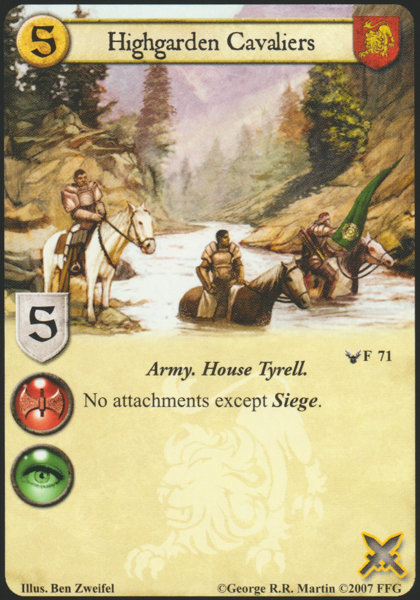 5 Highgarden Cavaliers
5
F 71
Army. House Tyrell.
No attachments except Siege.
Illus. Ben Zweifel ©George R.R. Martin ©2007 FFG